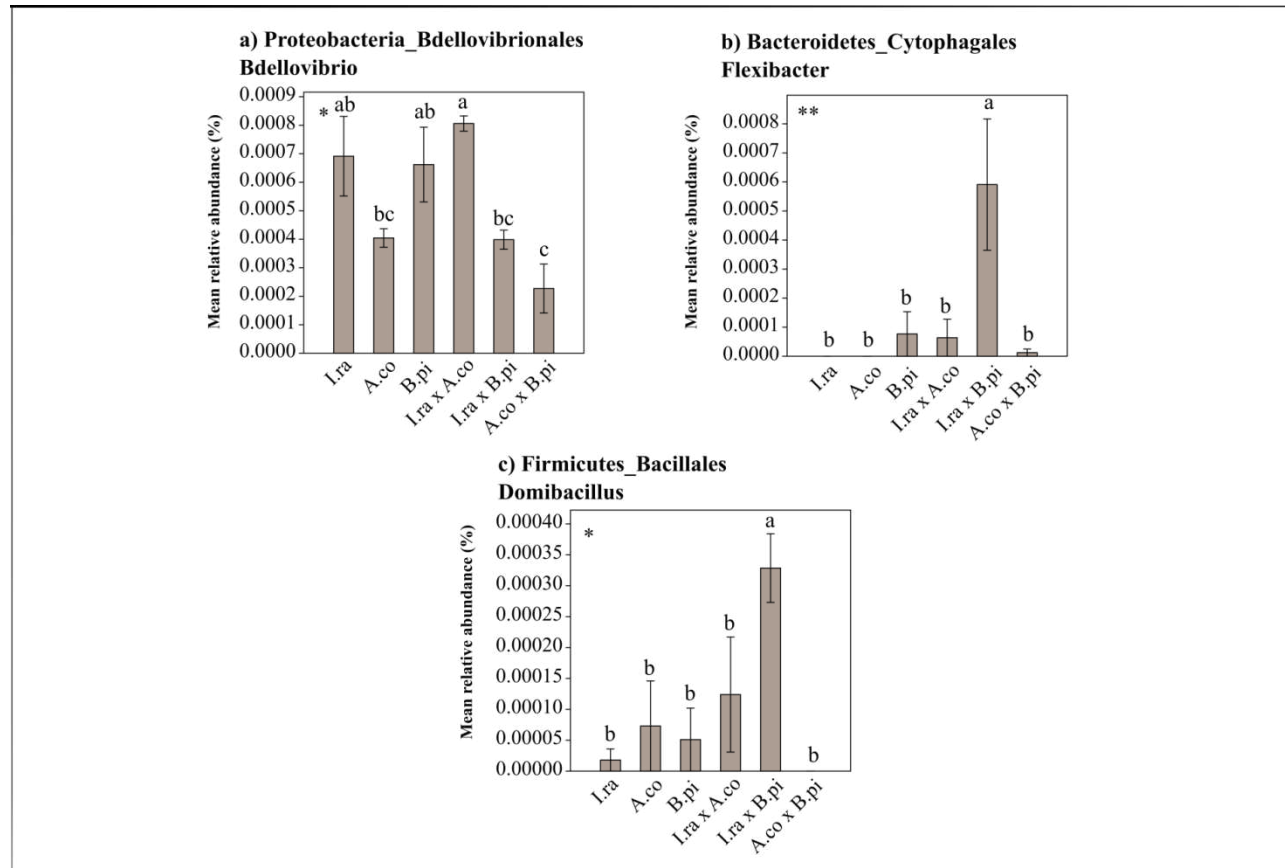 a) Proteobacteria_Bdellovibrionales
Bdellovibrio
Mean relative abundance (%)
0.0009
0.0008
0.0007
0.0006
0.0005
0.0004
0.0003
0.0002
0.0001
0.0000
*
ab
bc
ab
a
bc
c
I.ra
A.co
B.pi
I.ra x A.co
I.ra x B.pi
A.co x B.pi
b) Bacteroidetes_Cytophagales
Flexibacter
Mean relative abundance (%)
0.0008
0.0007
0.0006
0.0005
0.0004
0.0003
0.0002
0.0001
0.0000
**
b
b
b
b
a
b
I.ra
A.co
B.pi
I.ra x A.co
I.ra x B.pi
A.co x B.pi
c) Firmicutes_Bacillales
Domibacillus
Mean relative abundance (%)
0.00040
0.00035
0.00030
0.00025
0.00020
0.00015
0.00010
0.00005
0.00000
*
b
b
b
b
a
b
I.ra
A.co
B.pi
I.ra x A.co
I.ra x B.pi
A.co x B.pi